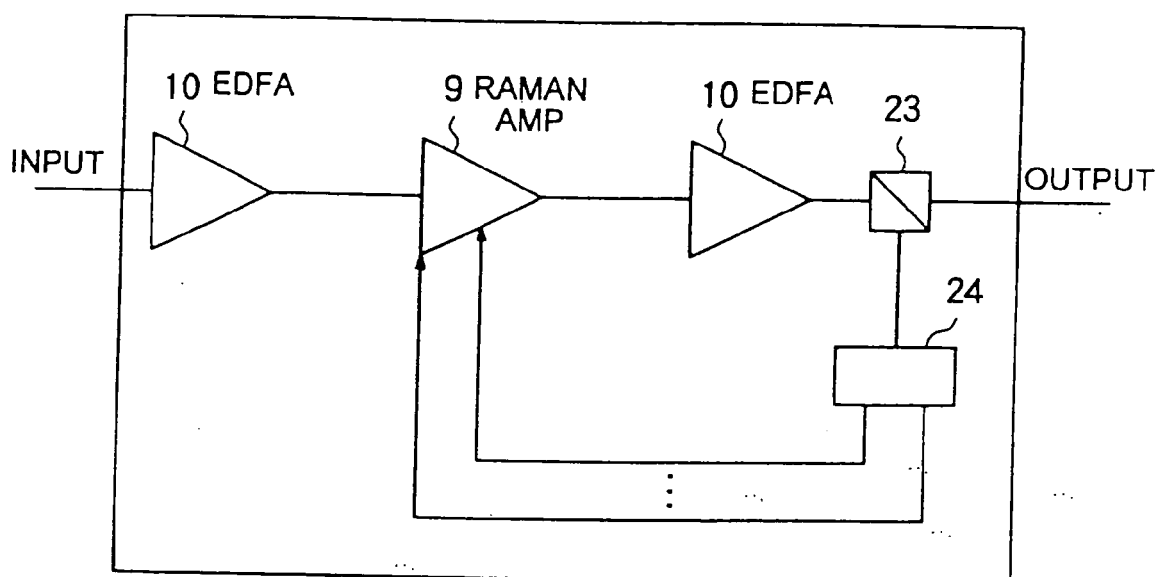 10 EDFA
9 RAMAN
AMP
10 EDFA
23
INPUT
OUTPUT
24